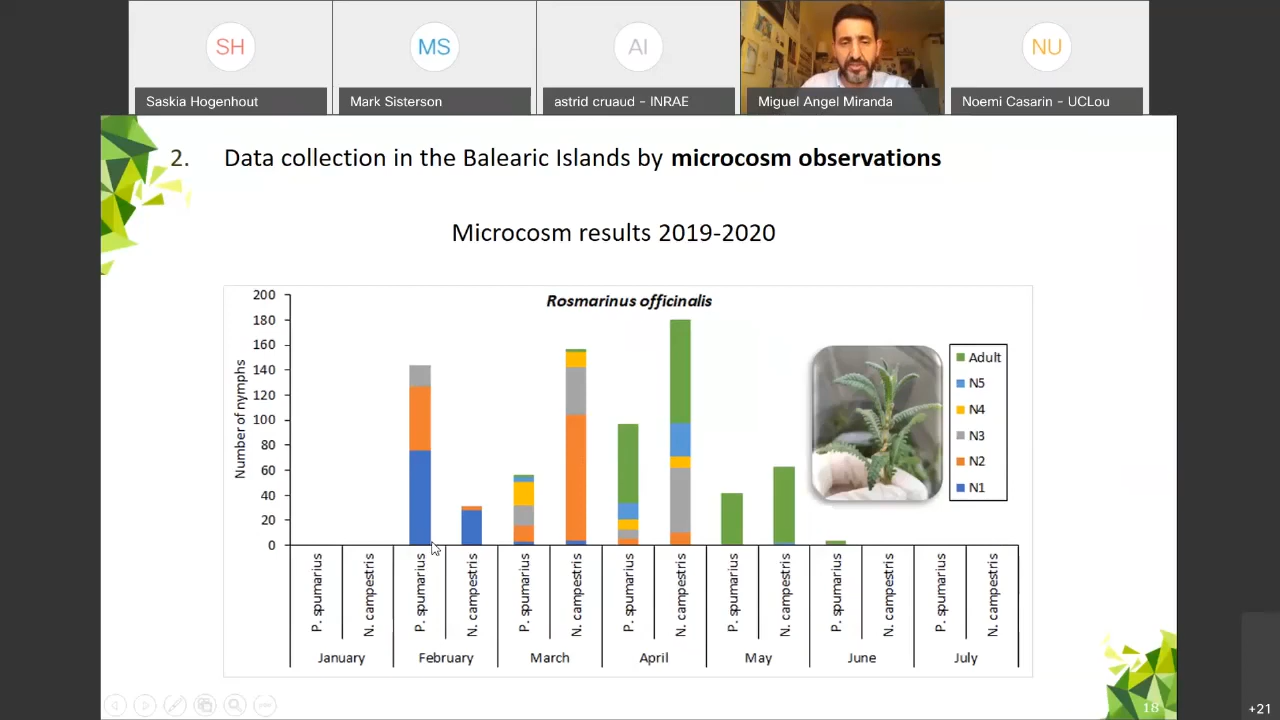 SH
MS
AI
NU
Saskia Hogenhout
Mark Sisterson
astrid cruaud - INRAE
Miguel Angel Miranda
Noemi Casarin - UCLou
2. Data collection in the Balearic Islands by microcosm observations
Microcosm results 2019-2020
Rosmarinus officinalis
Number of nymphs
200
180
160
140
120
100
80
60
40
20
0
Adult
N5
N4
N3
N2
N1
P. spumarius
N. campestris
P. spumarius
N. campestris
P. spumarius
N. campestris
P. spumarius
N. campestris
P. spumarius
N. campestris
P. spumarius
N. campestris
P. spumarius
N. campestris
January
February
March
April
May
June
July
18
+21